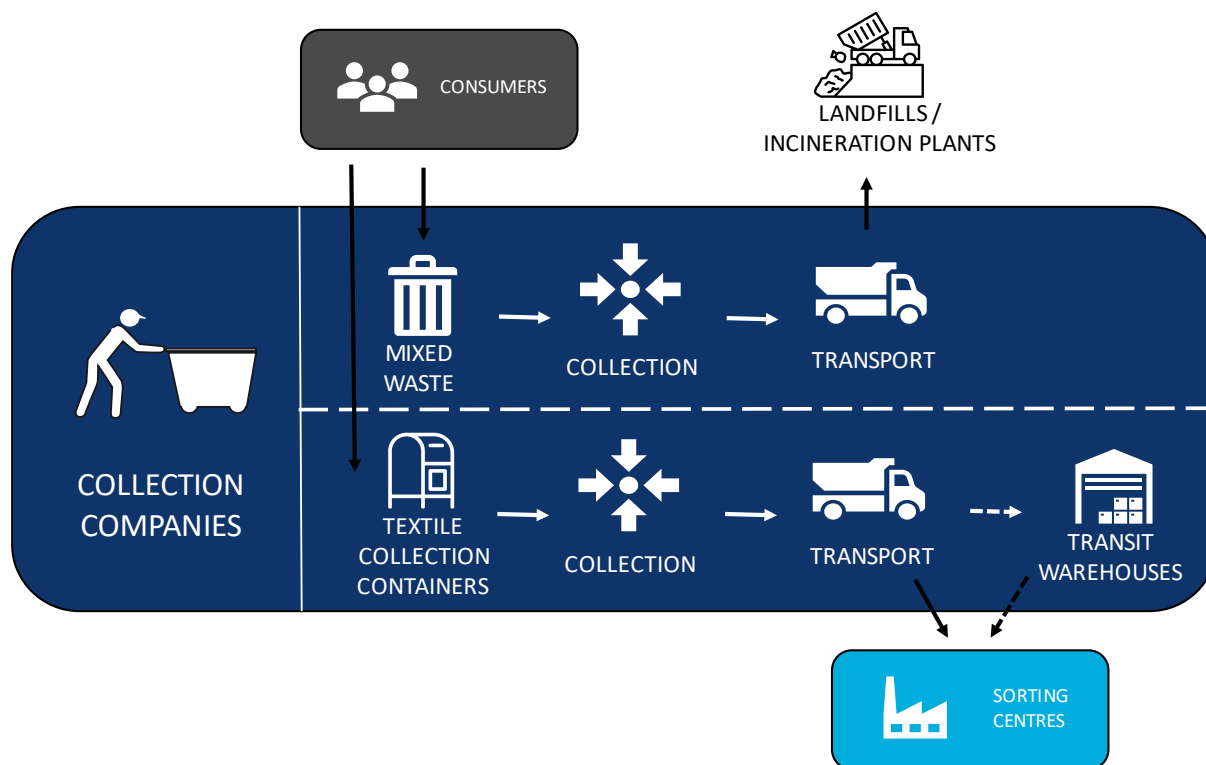 CONSUMERS
LANDFILLS /
INCINERATION PLANTS
MIXED
WASTE
COLLECTION
TRANSPORT
COLLECTION
COMPANIES
TEXTILE
COLLECTION
CONTAINERS
COLLECTION
TRANSPORT
TRANSIT
WAREHOUSES
SORTING
CENTRES